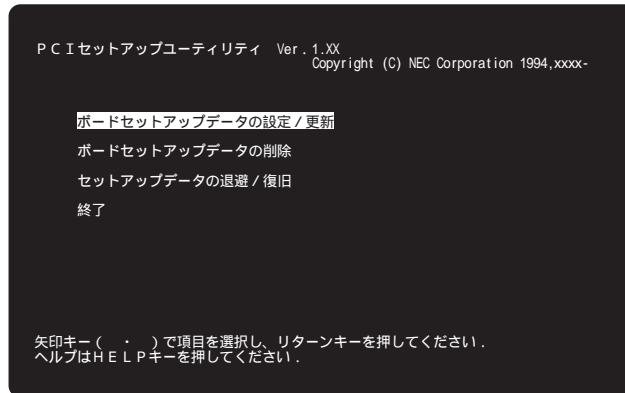 ＰＣＩセットアップユーティリティ Ver．1.XX
Copyright (C) NEC Corporation 1994,xxxx-
ボードセットアップデータの設定／更新
ボードセットアップデータの削除
セットアップデータの退避／復旧
終了
矢印キー(　・　)で項目を選択し、リターンキーを押してください．
ヘルプはＨＥＬＰキーを押してください．